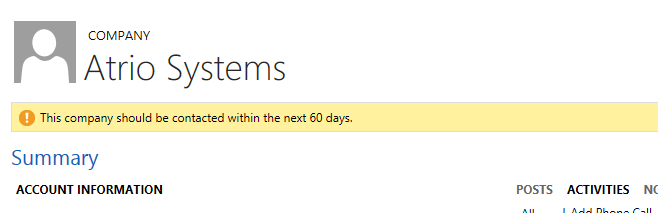 COMPANY
Atrio Systems
This company should be contacted within the next 60 days.
Summary
ACCOUNT INFORMATION
POSTS ACTIVITIES
All Add Phone Call